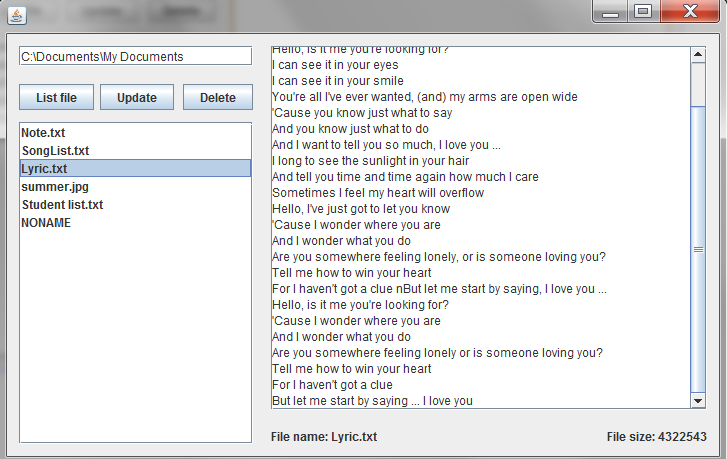 C:\Documents\My Documents
List file
Update
Delete
Note.txt
SongList.txt
Lyric.txt
summer.jpg
Student list.txt
NONAME
Hello, is it me you're looking for?
I can see it in your eyes
I can see it in your smile
You're all I've ever wanted, (and) my arms are open wide
'Cause you know just what to say
And you know just what to do
And I want to tell you so much, I love you ...
I long to see the sunlight in your hair
And tell you time and time again how much I care
Sometimes I feel my heart will overflow
Hello, I've just got to let you know
'Cause I wonder where you are
And I wonder what you do
Are you somewhere feeling lonely, or is someone loving you?
Tell me how to win your heart
For I haven't got a clue nBut let me start by saying, I love you ...
Hello, is it me you're looking for?
'Cause I wonder where you are
And I wonder what you do
Are you somewhere feeling lonely or is someone loving you?
Tell me how to win your heart
For I haven't got a clue
But let me start by saying ... I love you
File name: Lyric.txt
File size: 4322543